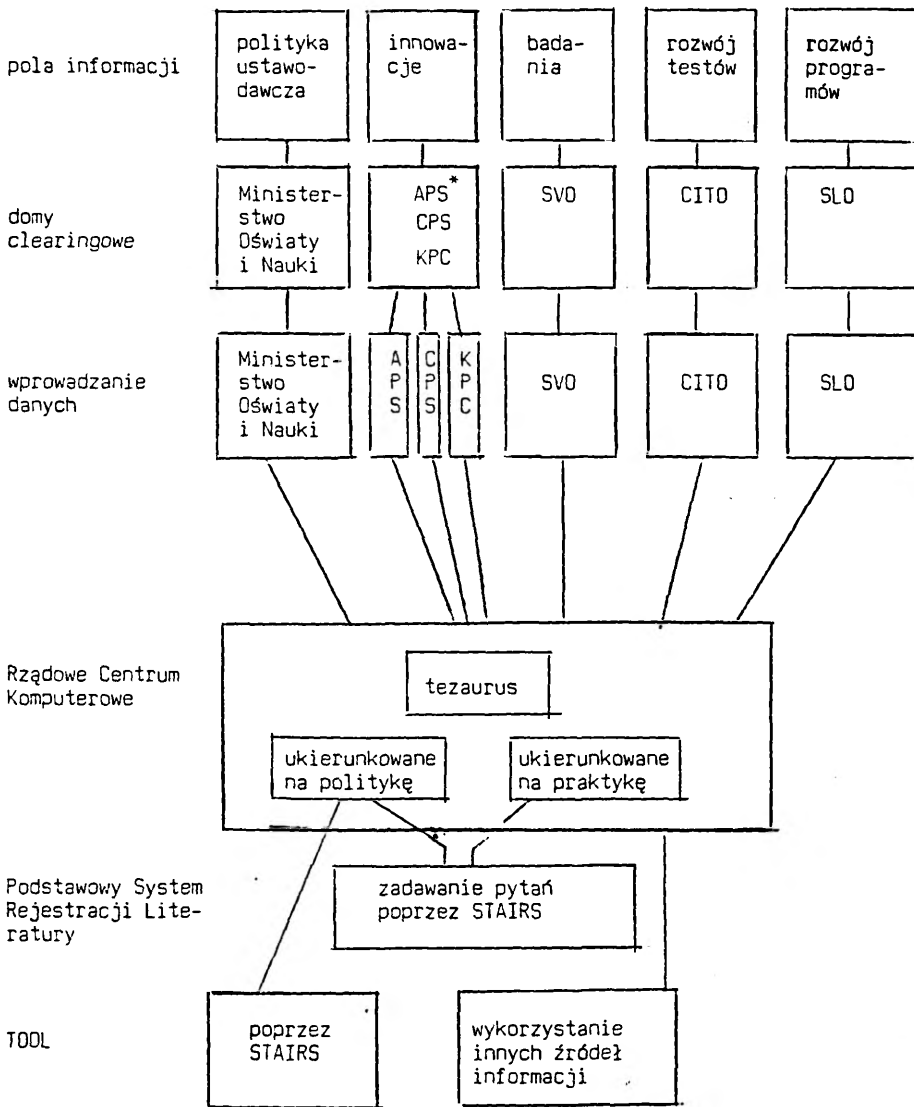 pola informacji
polityka
ustawo-
dawcza
innowa-
cje
bada-
nia
rozwój
testów
rozwój
progra-
mów
domy
clearingowe
Minister-
stwo
Oświaty
i Nauki
APS*
CPS
KPC
SVO
CITO
SLO
wprowadzanie
danych
Minister-
stwo
Oświaty
i Nauki
A
P
S
C
P
S
K
P
C
SVO
CITO
SLO
Rządowe Centrum
Komputerowe
tezaurus
ukierunkowane
na politykę
ukierunkowane
na praktykę
Podstawowy System
Rejestracji Lite-
ratury
zadawanie pytań
poprzez STAIRS
TOOL
poprzez
STAIRS
wykorzystanie
innych źródeł
informacji